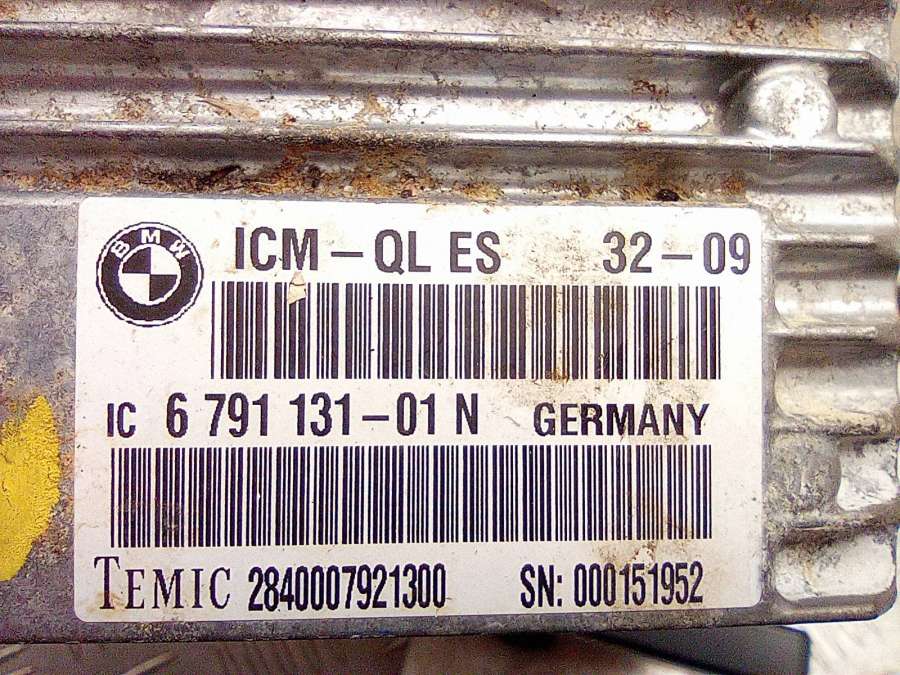 BMW
ICM-QL ES 32-09
IC 6 791 131-01 N GERMANY
TEMIC 2840007921300 SN: 000151952